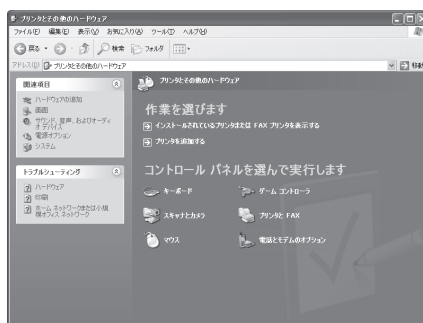 プリンタとその他のハードウェア
ファイル(F) 編集(E) 表示(V) お気に入り(A) ツール(T) ヘルプ(H)
戻る 検索 フォルダ
アドレス(D) プリンタとその他のハードウェア 移動
関連項目
ハードウェアの追加
画面
サウンド、音声、およびオーディ
オ デバイス
電源オプション
システム
トラブルシューティング
ハードウェア
印刷
ホーム ネットワークまたは小規
模オフィス ネットワーク
プリンタとその他のハードウェア
作業を選びます
インストールされているプリンタまたは FAX プリンタを表示する
プリンタを追加する
コントロール パネルを選んで実行します
キーボード
ゲーム コントローラ
スキャナとカメラ
プリンタと FAX
マウス
電話とモデムのオプション